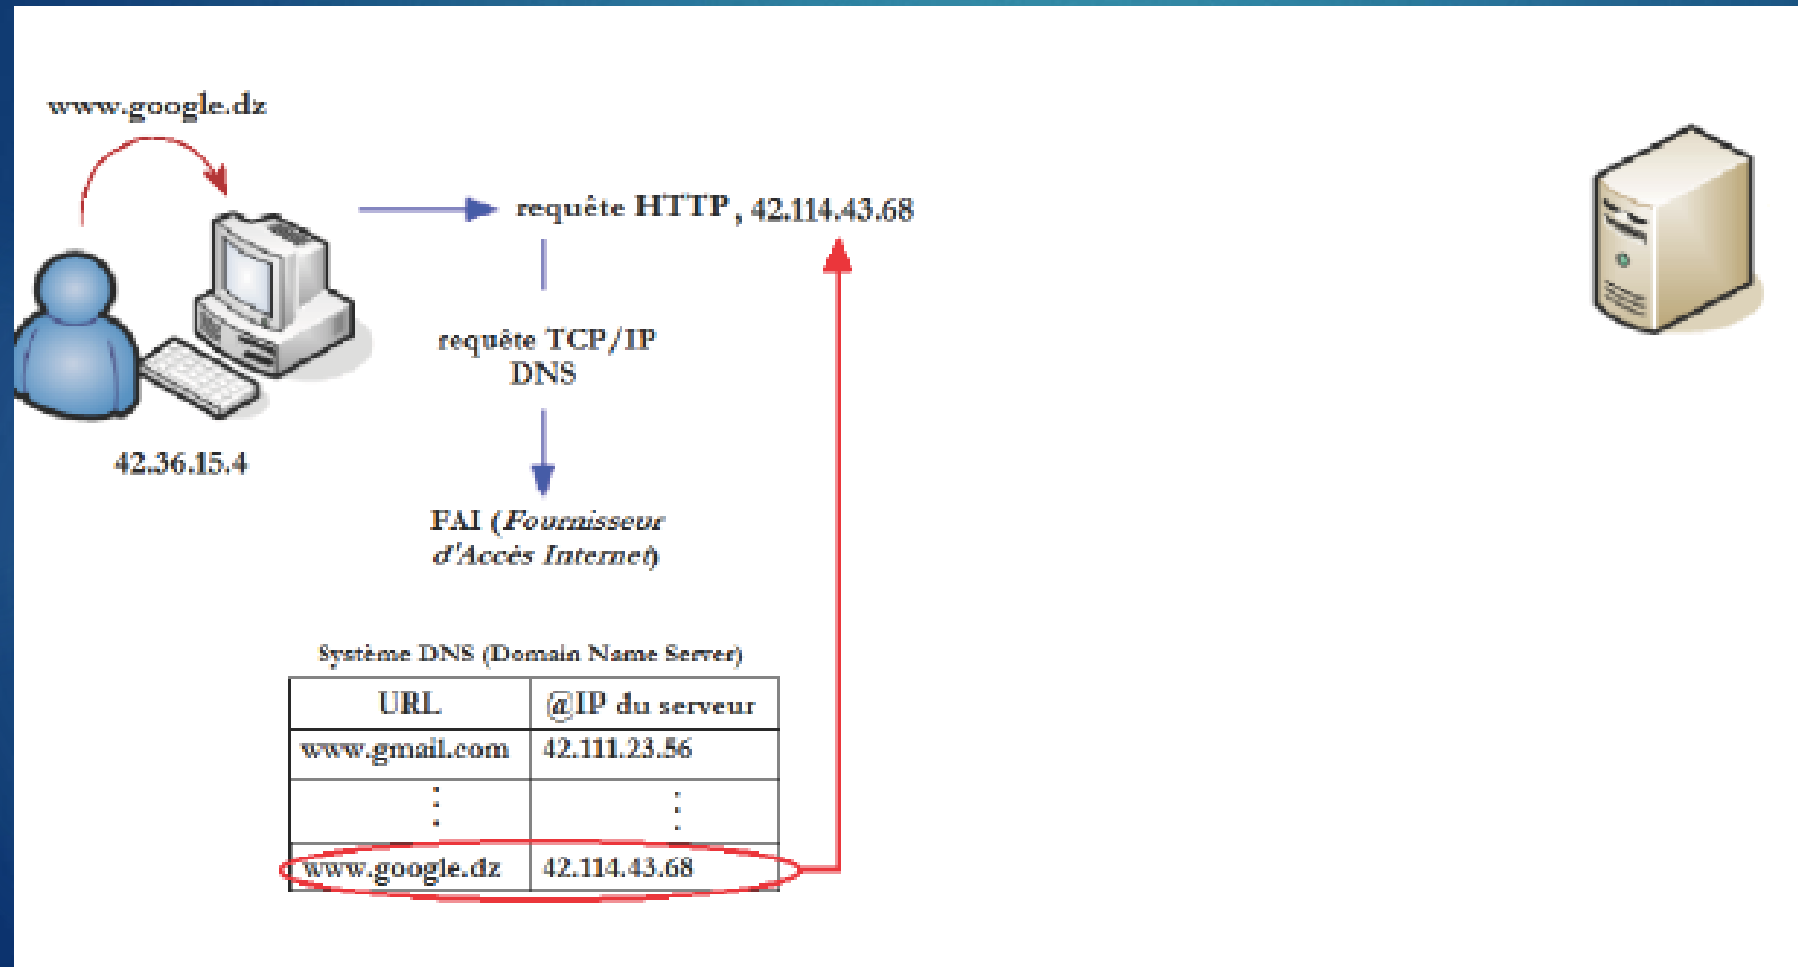 www.google.dz
requête HTTP, 42.114.43.68
requête TCP/IP
DNS
42.36.15.4
FAI (Fournisseur
d'Accès Internet)
Système DNS (Domain Name Server)
URL @IP du serveur
www.gmail.com 42.111.23.56
www.google.dz 42.114.43.68